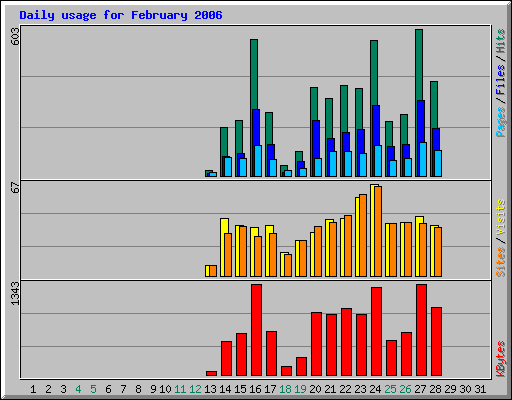 Daily usage for February 2006
603
Pages / Files / Hits
67
Sites / Visits
1343
KBytes
1 2 3 4 5 6 7 8 9 10 11 12 13 14 15 16 17 18 19 20 21 22 23 24 25 26 27 28 29 30 31